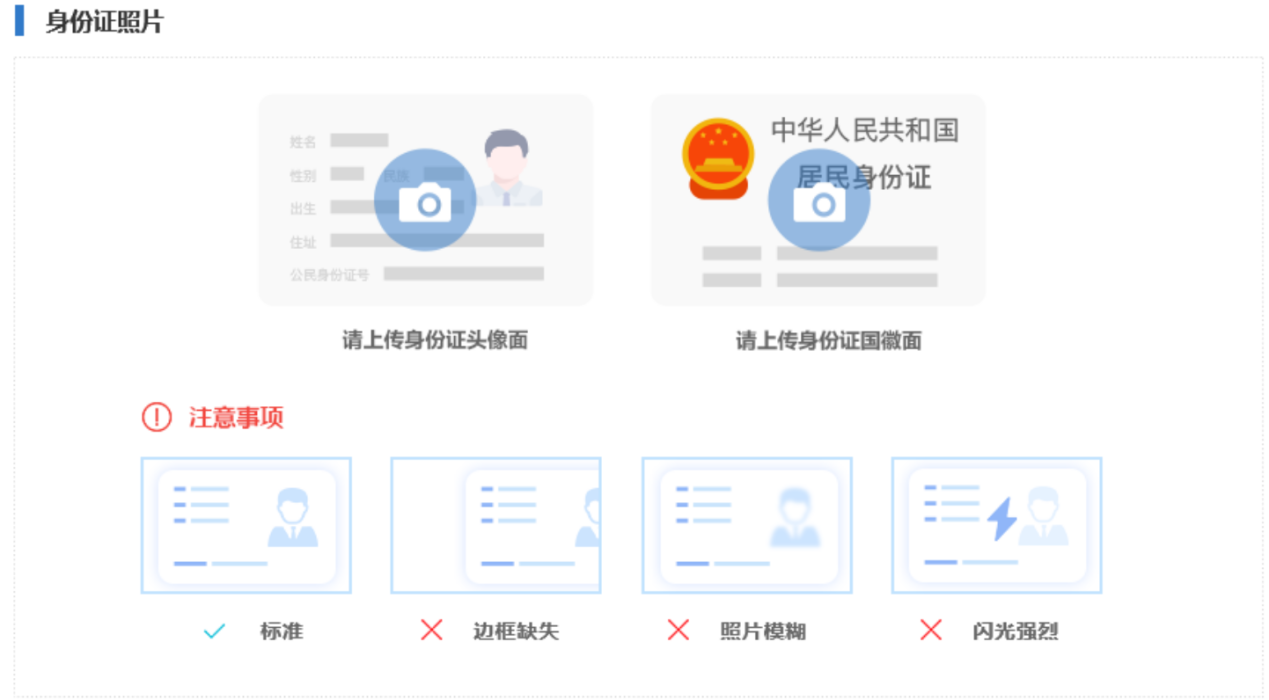 身份证照片
姓名
性别 民族
出生
住址
公民身份证号
中华人民共和国
居民身份证
请上传身份证头像面
请上传身份证国徽面
注意事项
标准
边框缺失
照片模糊
闪光强烈